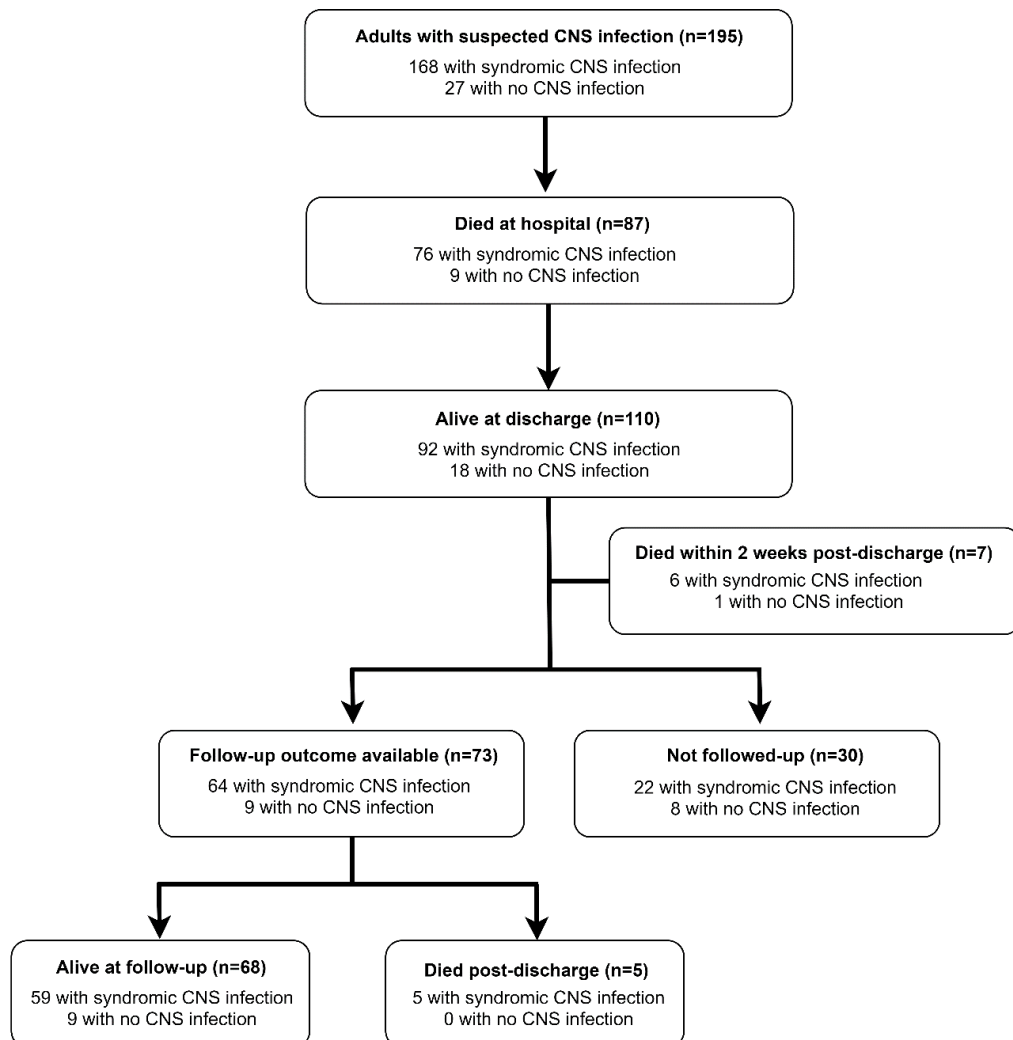 Adults with suspected CNS infection (n=195)
168 with syndromic CNS infection
27 with no CNS infection
Died at hospital (n=87)
76 with syndromic CNS infection
9 with no CNS infection
Alive at discharge (n=110)
92 with syndromic CNS infection
18 with no CNS infection
Died within 2 weeks post-discharge (n=7)
6 with syndromic CNS infection
1 with no CNS infection
Follow-up outcome available (n=73)
64 with syndromic CNS infection
9 with no CNS infection
Not followed-up (n=30)
22 with syndromic CNS infection
8 with no CNS infection
Alive at follow-up (n=68)
59 with syndromic CNS infection
9 with no CNS infection
Died post-discharge (n=5)
5 with syndromic CNS infection
0 with no CNS infection